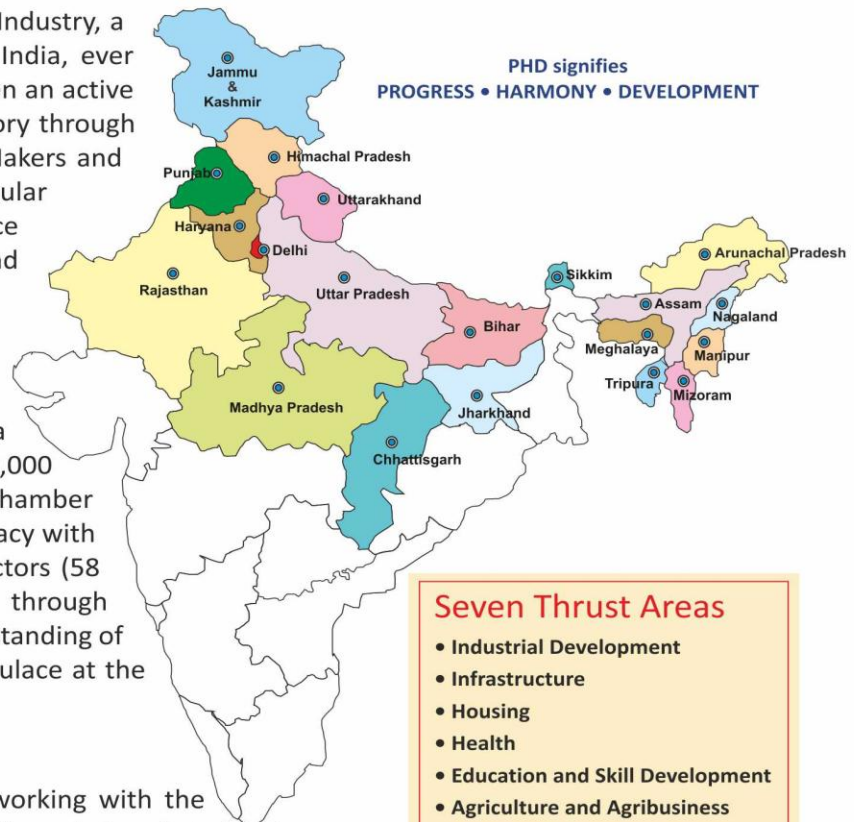 Industry, a
India, ever
en an active
ory through
Makers and
ular
ce
nd
a
,000
hamber
acy with
ctors (58
through
standing of
ulace at the
working with the
PHD signifies
PROGRESS • HARMONY • DEVELOPMENT
Jammu
&
Kashmir
Himachal Pradesh
Punjab
Uttarakhand
Haryana
Delhi
Rajasthan
Uttar Pradesh
Bihar
Sikkim
Arunachal Pradesh
Assam
Nagaland
Meghalaya
Manipur
Tripura
Mizoram
Madhya Pradesh
Jharkhand
Chhattisgarh
Seven Thrust Areas
• Industrial Development
• Infrastructure
• Housing
• Health
• Education and Skill Development
• Agriculture and Agribusiness